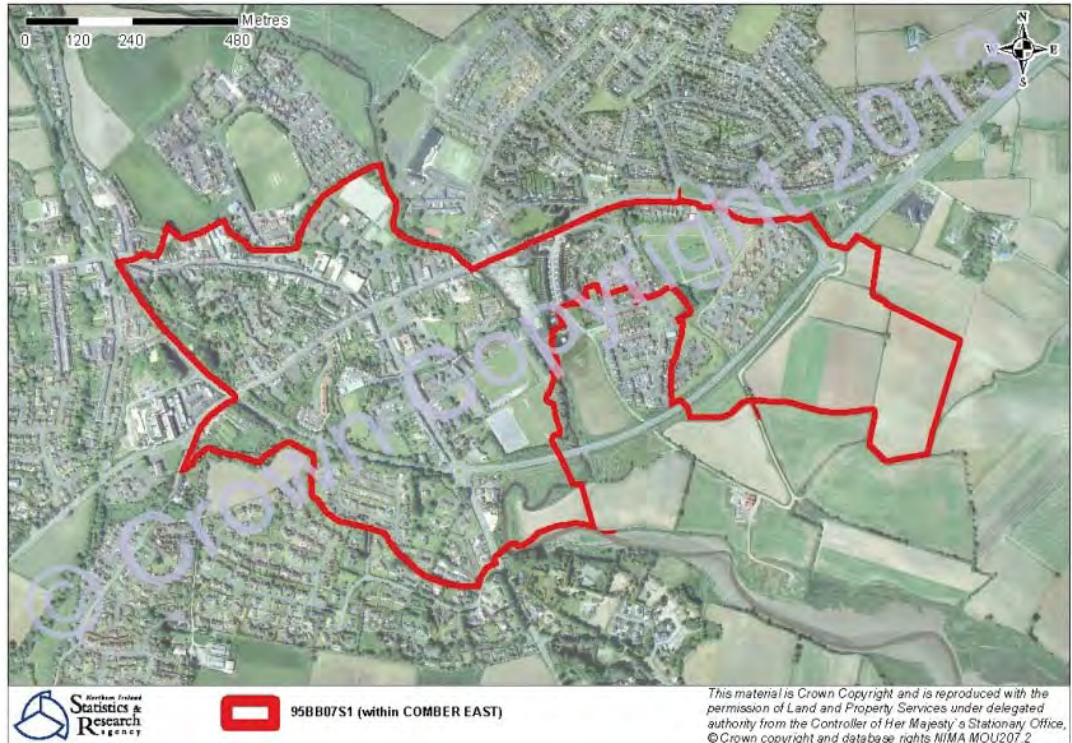 Metres
0 120 240 480
N
W E
S
© Crown Copyright 2013
Northern Ireland
Statistics &
Research
Agency
95BB07S1 (within COMBER EAST)
This material is Crown Copyright and is reproduced with the
permission of Land and Property Services under delegated
authority from the Controller of Her Majesty's Stationary Office,
© Crown copyright and database rights NIMA MOU207.2